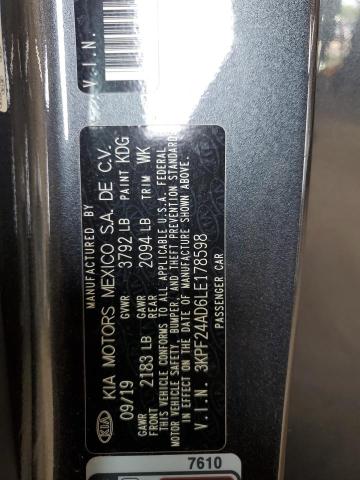 V.I.N.
MANUFACTURED BY
KIA KIA MOTORS MEXICO S.A. DE C.V.
09/19 GVWR 3792 LB PAINT KDG
GAWR FRONT 2183 LB GAWR REAR 2094 LB TRIM WK
THIS VEHICLE CONFORMS TO ALL APPLICABLE U.S.A. FEDERAL
MOTOR VEHICLE SAFETY, BUMPER, AND THEFT PREVENTION STANDARDS
IN EFFECT ON THE DATE OF MANUFACTURE SHOWN ABOVE.
V.I.N. 3KPF24AD6LE178598
PASSENGER CAR
7610